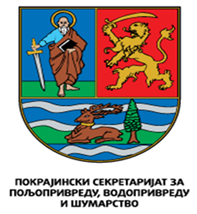 ПОКРАЈИНСКИ СЕКРЕТАРИЈАТ ЗА
ПОЉОПРИВРЕДУ, ВОДОПРИВРЕДУ
И ШУМАРСТВО